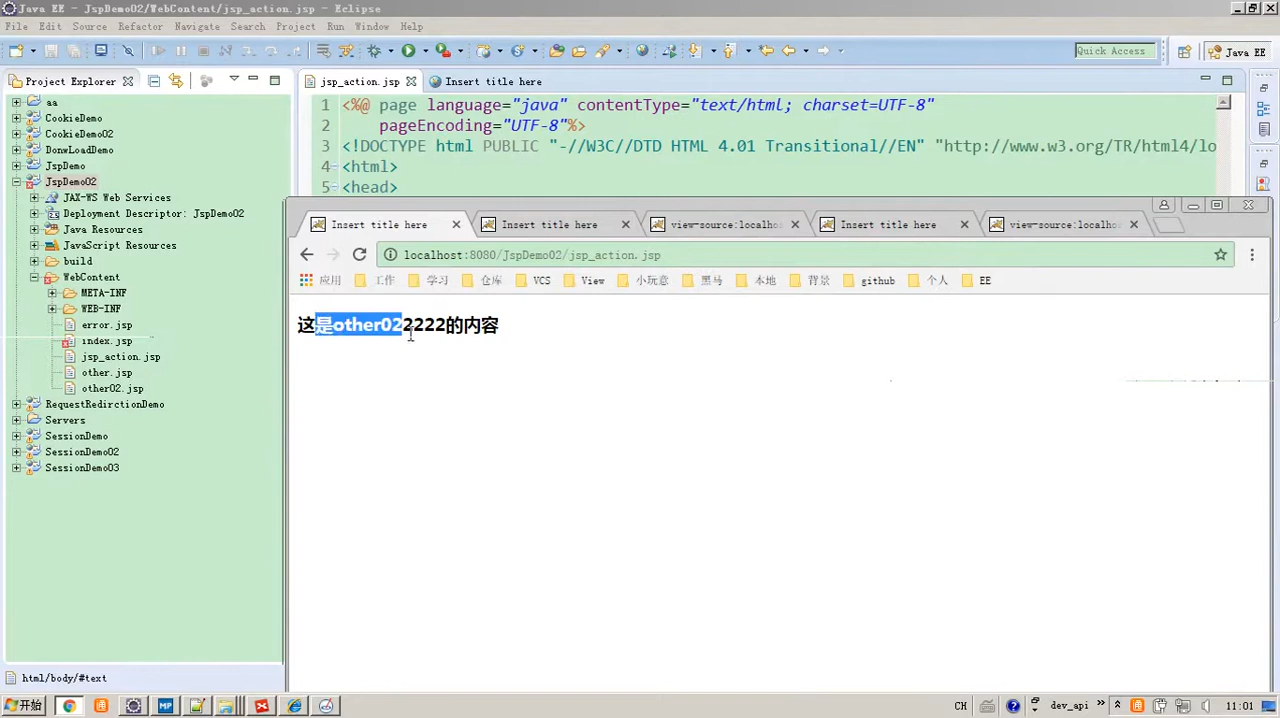 Java EE - JspDemo02/WebContent/jsp_action.jsp - Eclipse
File Edit Source Refactor Navigate Search Project Run Window Help
Quick Access Java EE
Project Explorer jsp_action.jsp Insert title here
1 <%@ page language="java" contentType="text/html; charset=UTF-8"
2 pageEncoding="UTF-8"%>
3 <!DOCTYPE html PUBLIC "-//W3C//DTD HTML 4.01 Transitional//EN" "http://www.w3.org/TR/html4/lo
4 <html>
5 <head>
aa
CookieDemo
CookieDemo02
DownLoadDemo
JspDemo
JspDemo02
JAX-WS Web Services
Deployment Descriptor: JspDemo02
Java Resources
JavaScript Resources
build
WebContent
META-INF
WEB-INF
error.jsp
index.jsp
jsp_action.jsp
other.jsp
other02.jsp
RequestRedirctionDemo
Servers
SessionDemo
SessionDemo02
SessionDemo03
html/body/#text
Insert title here Insert title here view-source:localhos Insert title here view-source:localhos
localhost:8080/JspDemo02/jsp_action.jsp
应用 工作 学习 仓库 VCS View 小玩意 黑马 本地 背景 github 个人 EE
这是other022222的内容
开始 MP CH dev_api 11:01